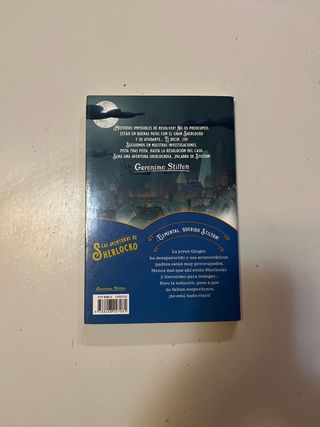 ¿Misterios imposibles de resolver? No os preocupéis,
estáis en buenas patas con el gran Sherlocko
y su ayudante... Es decir, ¡yo!
Seguidnos en nuestras investigaciones,
pista tras pista, hasta la resolución del caso.
¡Será una aventura sherlockosa, palabra de Stilton!
Geronimo Stilton
Las aventuras de
Sherlocko
¡Elemental, querido Stilton!
La joven Ginger
ha desaparecido y sus aristocráticos
padres están muy preocupados.
Menos mal que ahí están Sherlocko
y Geronimo para indagar...
Pero la solución, pese a que
no faltan sospechosos,
¡no está nada clara!
Geronimo Stilton